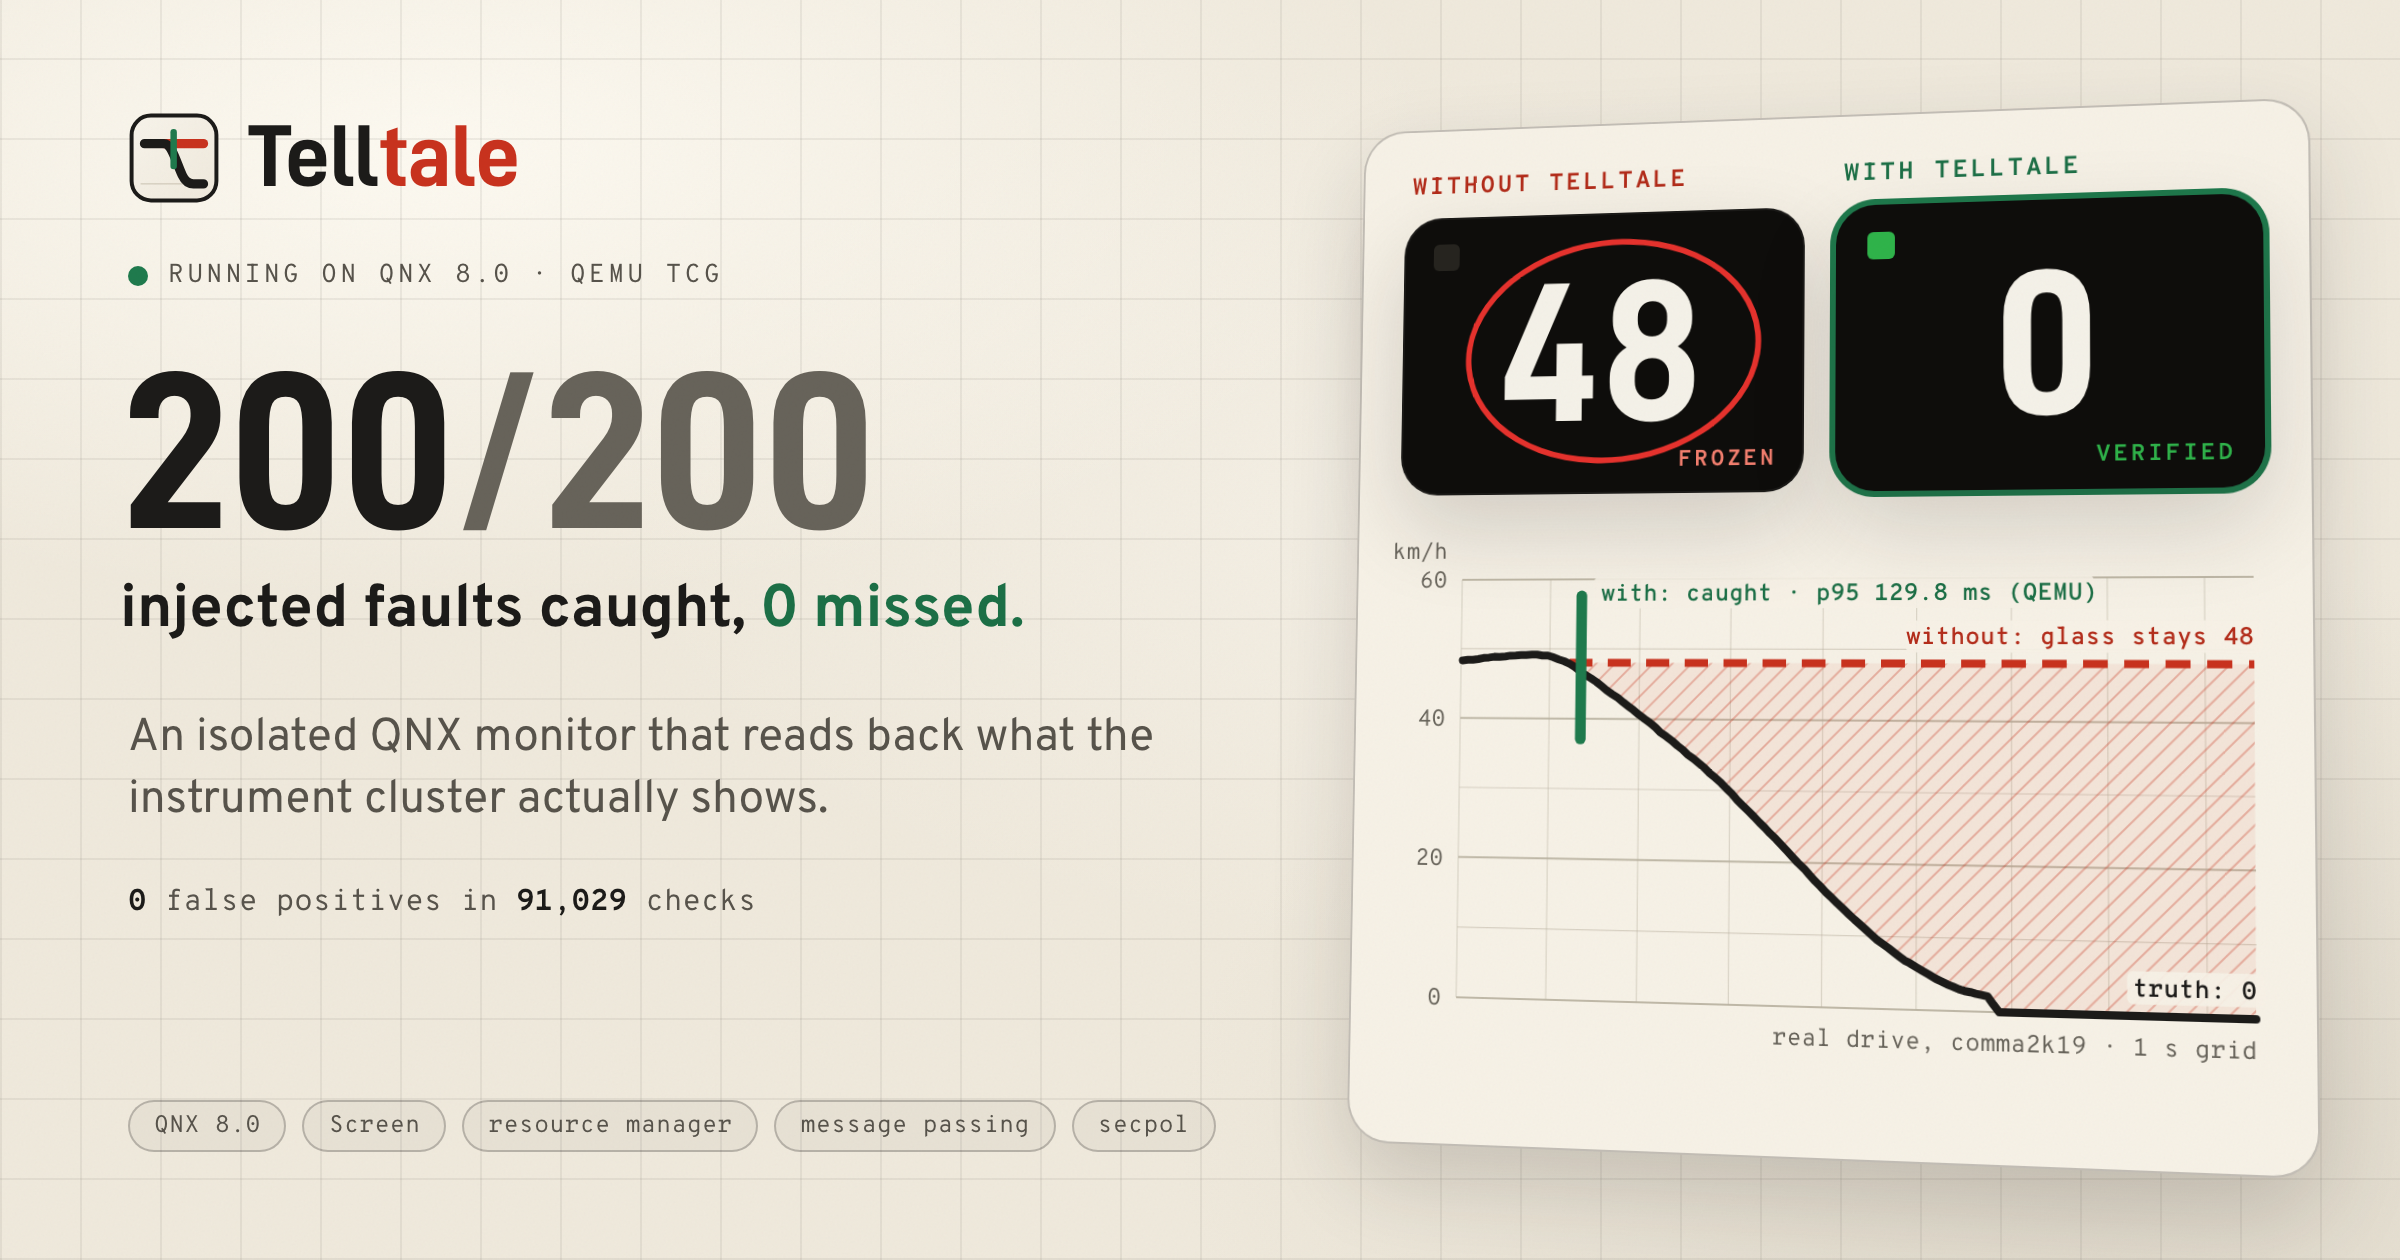 Telltale
RUNNING ON QNX 8.0 · QEMU TCG
200/200
injected faults caught, 0 missed.
An isolated QNX monitor that reads back what the
instrument cluster actually shows.
0 false positives in 91,029 checks
QNX 8.0
Screen
resource manager
message passing
secpol
WITHOUT TELLTALE
48
FROZEN
WITH TELLTALE
0
VERIFIED
km/h
60
with: caught · p95 129.8 ms (QEMU)
without: glass stays 48
40
20
0
truth: 0
real drive, comma2k19 · 1 s grid